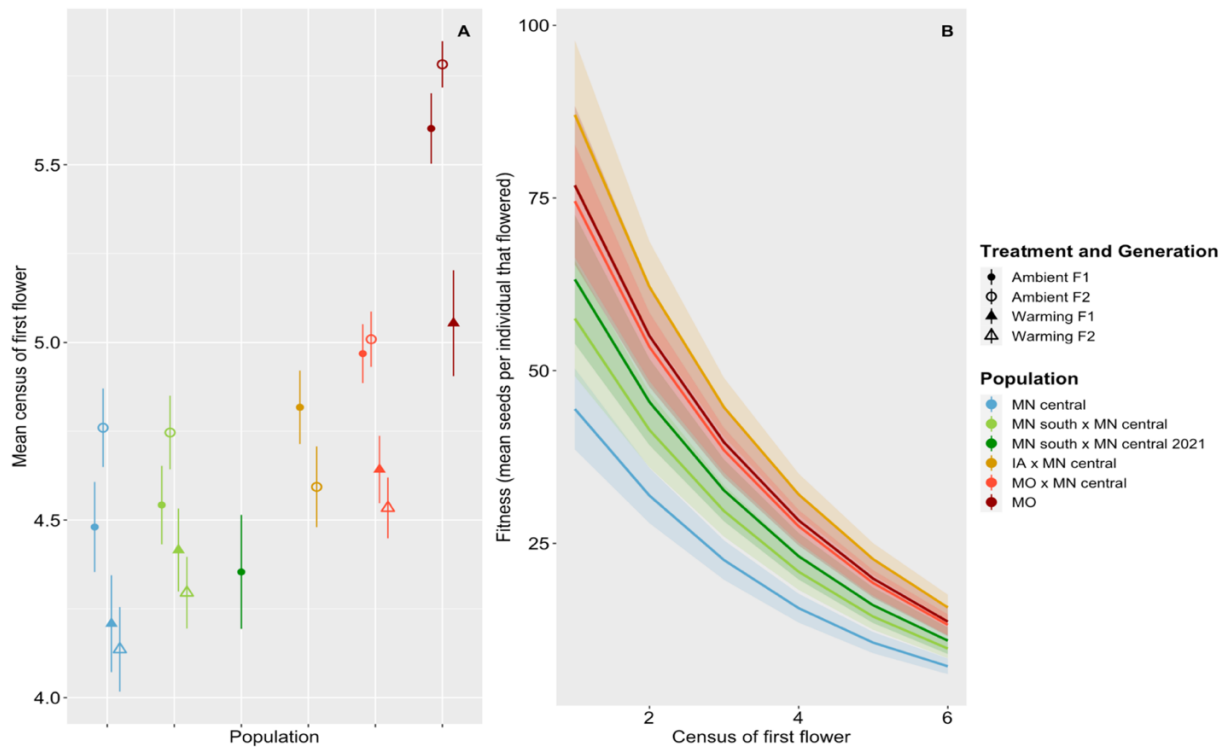 A
Mean census of first flower
5.5
5.0
4.5
4.0
Population
B
Fitness (mean seeds per individual that flowered)
100
75
50
25
2
4
6
Census of first flower
Treatment and Generation
Ambient F1
Ambient F2
Warming F1
Warming F2
Population
MN central
MN south x MN central
MN south x MN central 2021
IA x MN central
MO x MN central
MO